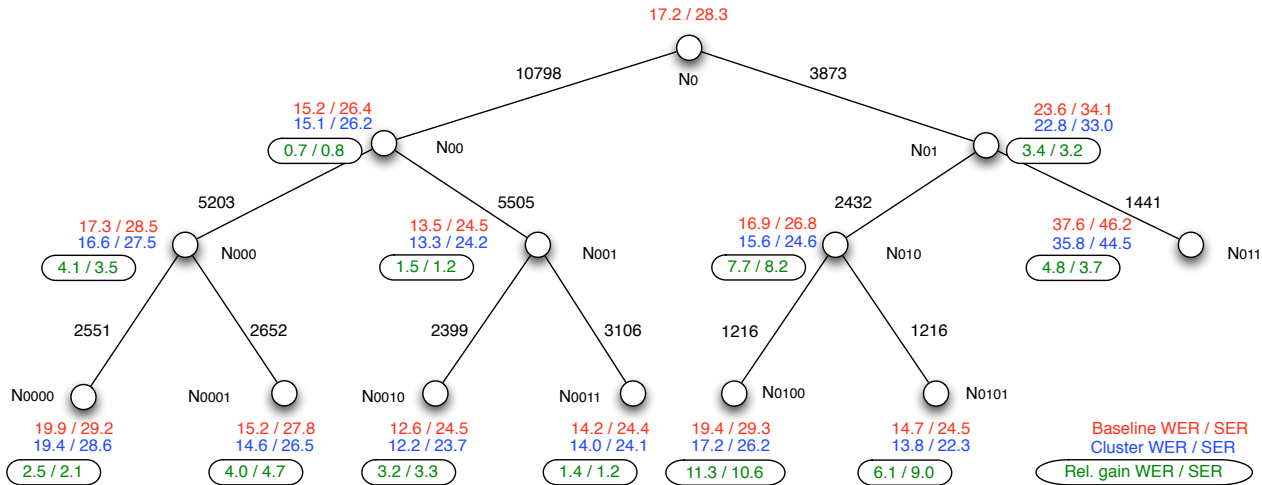 17.2 / 28.3
N0
10798
3873
15.2 / 26.4
15.1 / 26.2
0.7 / 0.8
N00
23.6 / 34.1
22.8 / 33.0
3.4 / 3.2
N01
5203
5505
2432
1441
17.3 / 28.5
16.6 / 27.5
4.1 / 3.5
N000
13.5 / 24.5
13.3 / 24.2
1.5 / 1.2
N001
16.9 / 26.8
15.6 / 24.6
7.7 / 8.2
N010
37.6 / 46.2
35.8 / 44.5
4.8 / 3.7
N011
2551
2652
2399
3106
1216
1216
N0000
19.9 / 29.2
19.4 / 28.6
2.5 / 2.1
N0001
15.2 / 27.8
14.6 / 26.5
4.0 / 4.7
N0010
12.6 / 24.5
12.2 / 23.7
3.2 / 3.3
N0011
14.2 / 24.4
14.0 / 24.1
1.4 / 1.2
N0100
19.4 / 29.3
17.2 / 26.2
11.3 / 10.6
N0101
14.7 / 24.5
13.8 / 22.3
6.1 / 9.0
Baseline WER / SER
Cluster WER / SER
Rel. gain WER / SER